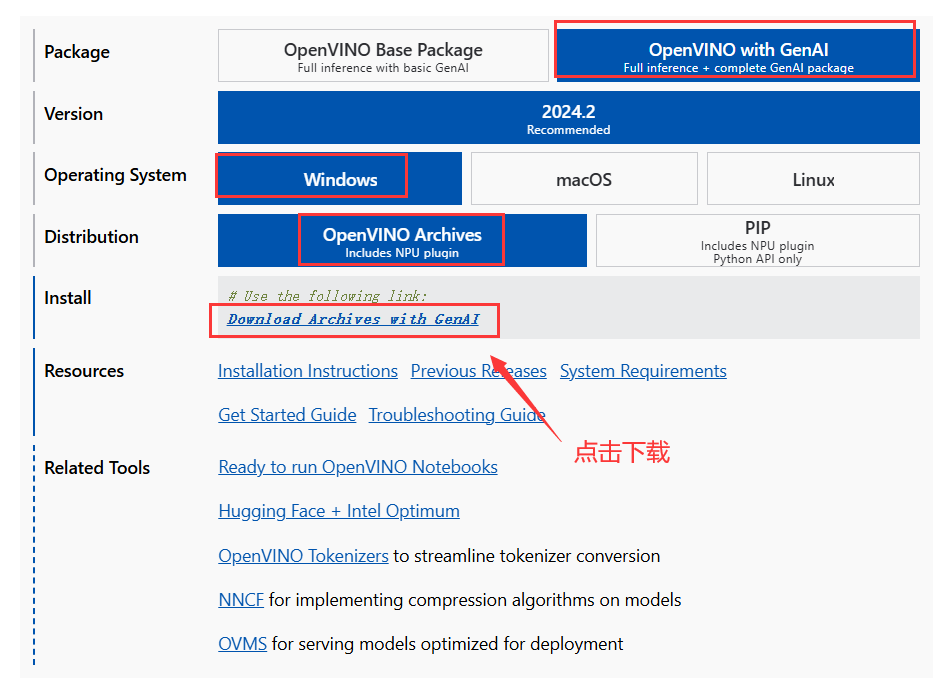 Package
OpenVINO Base Package
Full inference with basic GenAI
OpenVINO with GenAI
Full inference + complete GenAI package
Version
2024.2
Recommended
Operating System
Windows
macOS
Linux
Distribution
OpenVINO Archives
Includes NPU plugin
PIP
Includes NPU plugin
Python API only
Install
# Use the following link:
Download Archives with GenAI
Resources
Installation Instructions Previous Releases System Requirements
Get Started Guide Troubleshooting Guide
点击下载
Related Tools
Ready to run OpenVINO Notebooks
Hugging Face + Intel Optimum
OpenVINO Tokenizers to streamline tokenizer conversion
NNCF for implementing compression algorithms on models
OVMS for serving models optimized for deployment